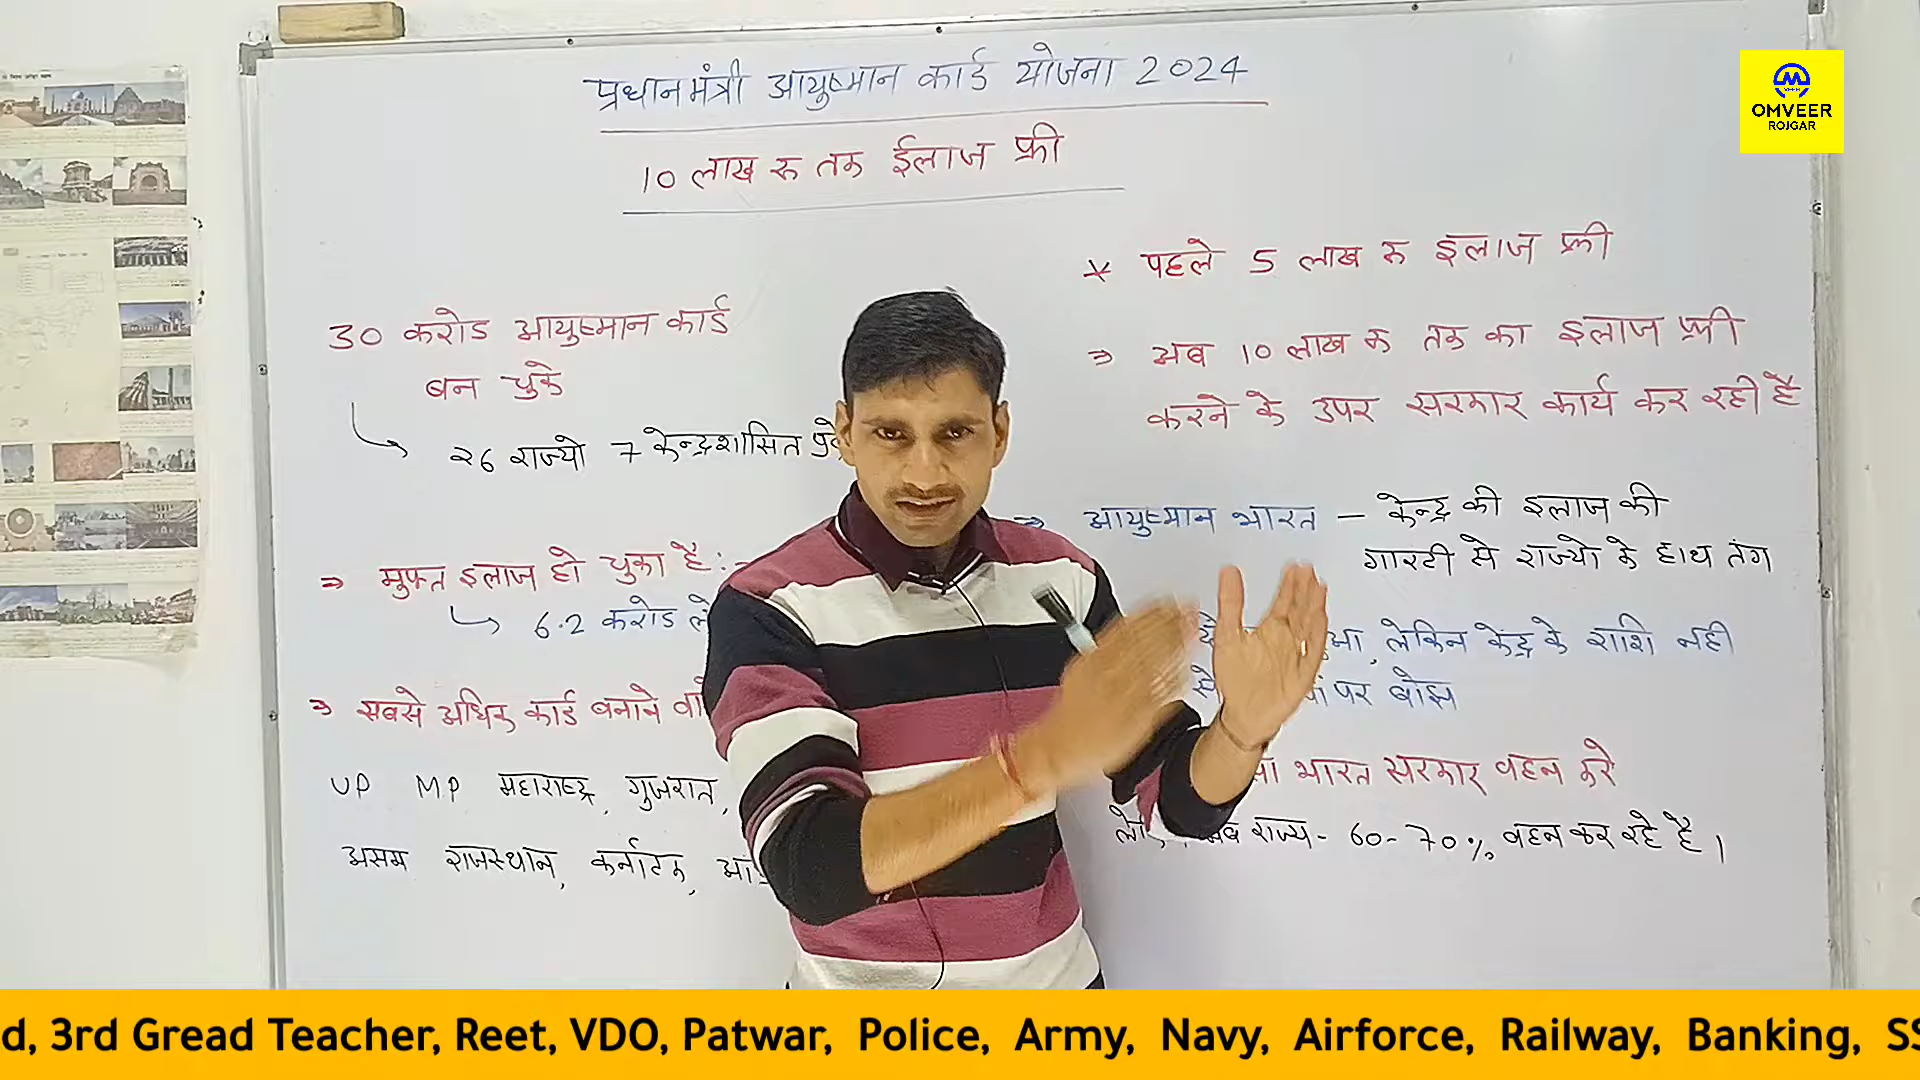 प्रधानमंत्री आयुष्मान कार्ड योजना 2024
10 लाख रु तक ईलाज फ्री
OMVEER
ROJGAR
30 करोड आयुष्मान कार्ड
बन चुके
26 राज्यो 7 केन्द्रशासित
⇒ मुफ्त इलाज हो चुका है :-
6.2 करोड
⇒ सबसे अधिक कार्ड बनाने
UP M.P महाराष्ट्र, गुजरात,
असम राजस्थान, कर्नाटक,
* पहले 5 लाख रु इलाज फ्री
⇒ अब 10 लाख रु तक का इलाज फ्री
करने के उपर सरकार कार्य कर रही है
⇒ आयुष्मान भारत – केन्द्र की इलाज की
गारटी से राज्यो के हाथ तंग
लेकिन केंद्र के राशि नही
पर बोझ
भारत सरकार वहन करे
राज्य - 60-70%, वहन कर रहे है।
d, 3rd Gread Teacher, Reet, VDO, Patwar, Police, Army, Navy, Airforce, Railway, Banking,